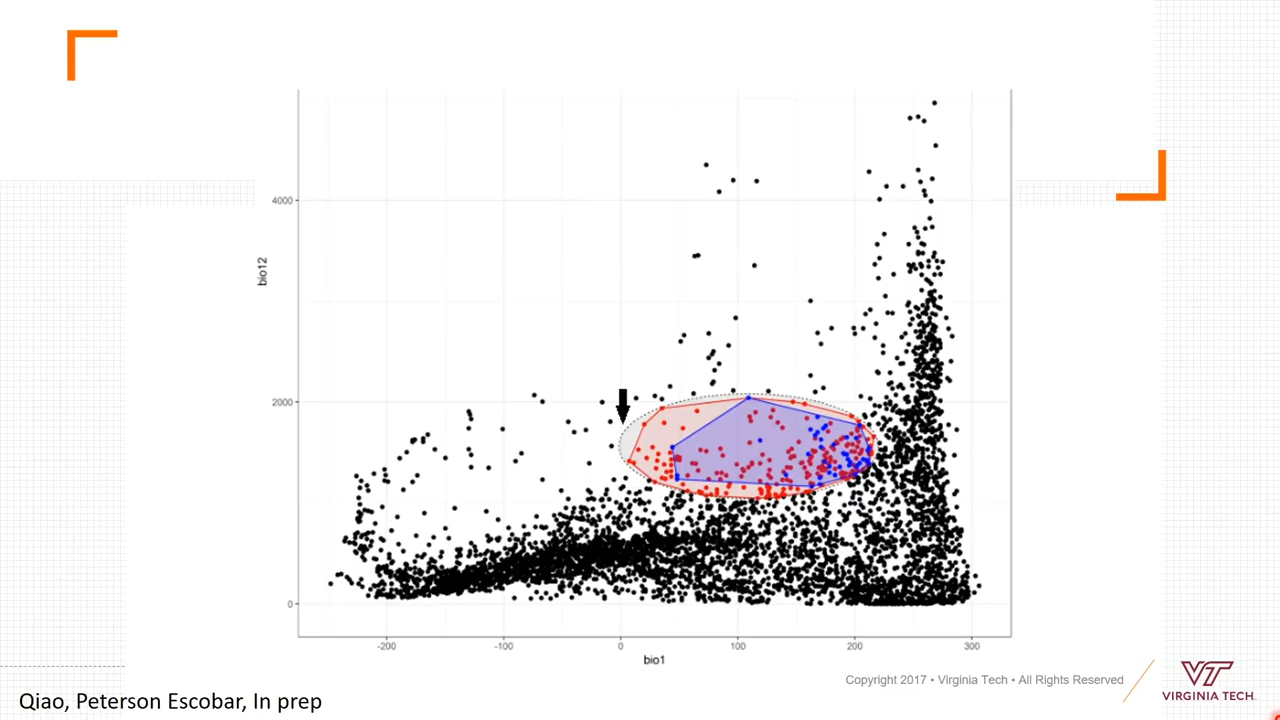 bio12
4000
2000
0
-200
-100
0
100
200
300
bio1
Copyright 2017 • Virginia Tech • All Rights Reserved
VT
VIRGINIA TECH
Qiao, Peterson Escobar, In prep